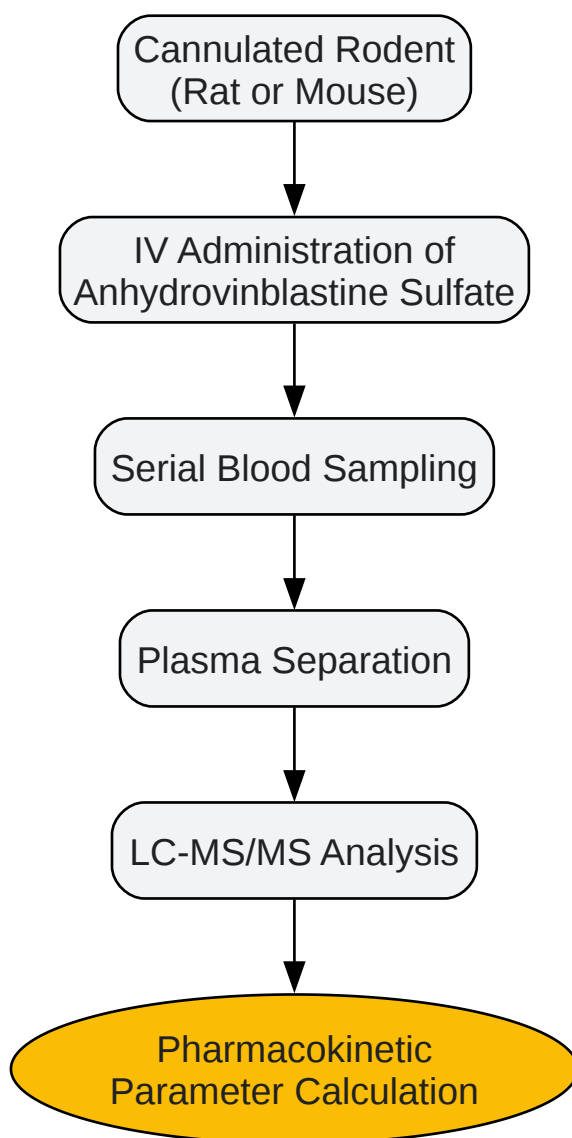 Cannulated Rodent
(Rat or Mouse)
IV Administration of
Anhydrovinblastine Sulfate
Serial Blood Sampling
Plasma Separation
LC-MS/MS Analysis
Pharmacokinetic
Parameter Calculation